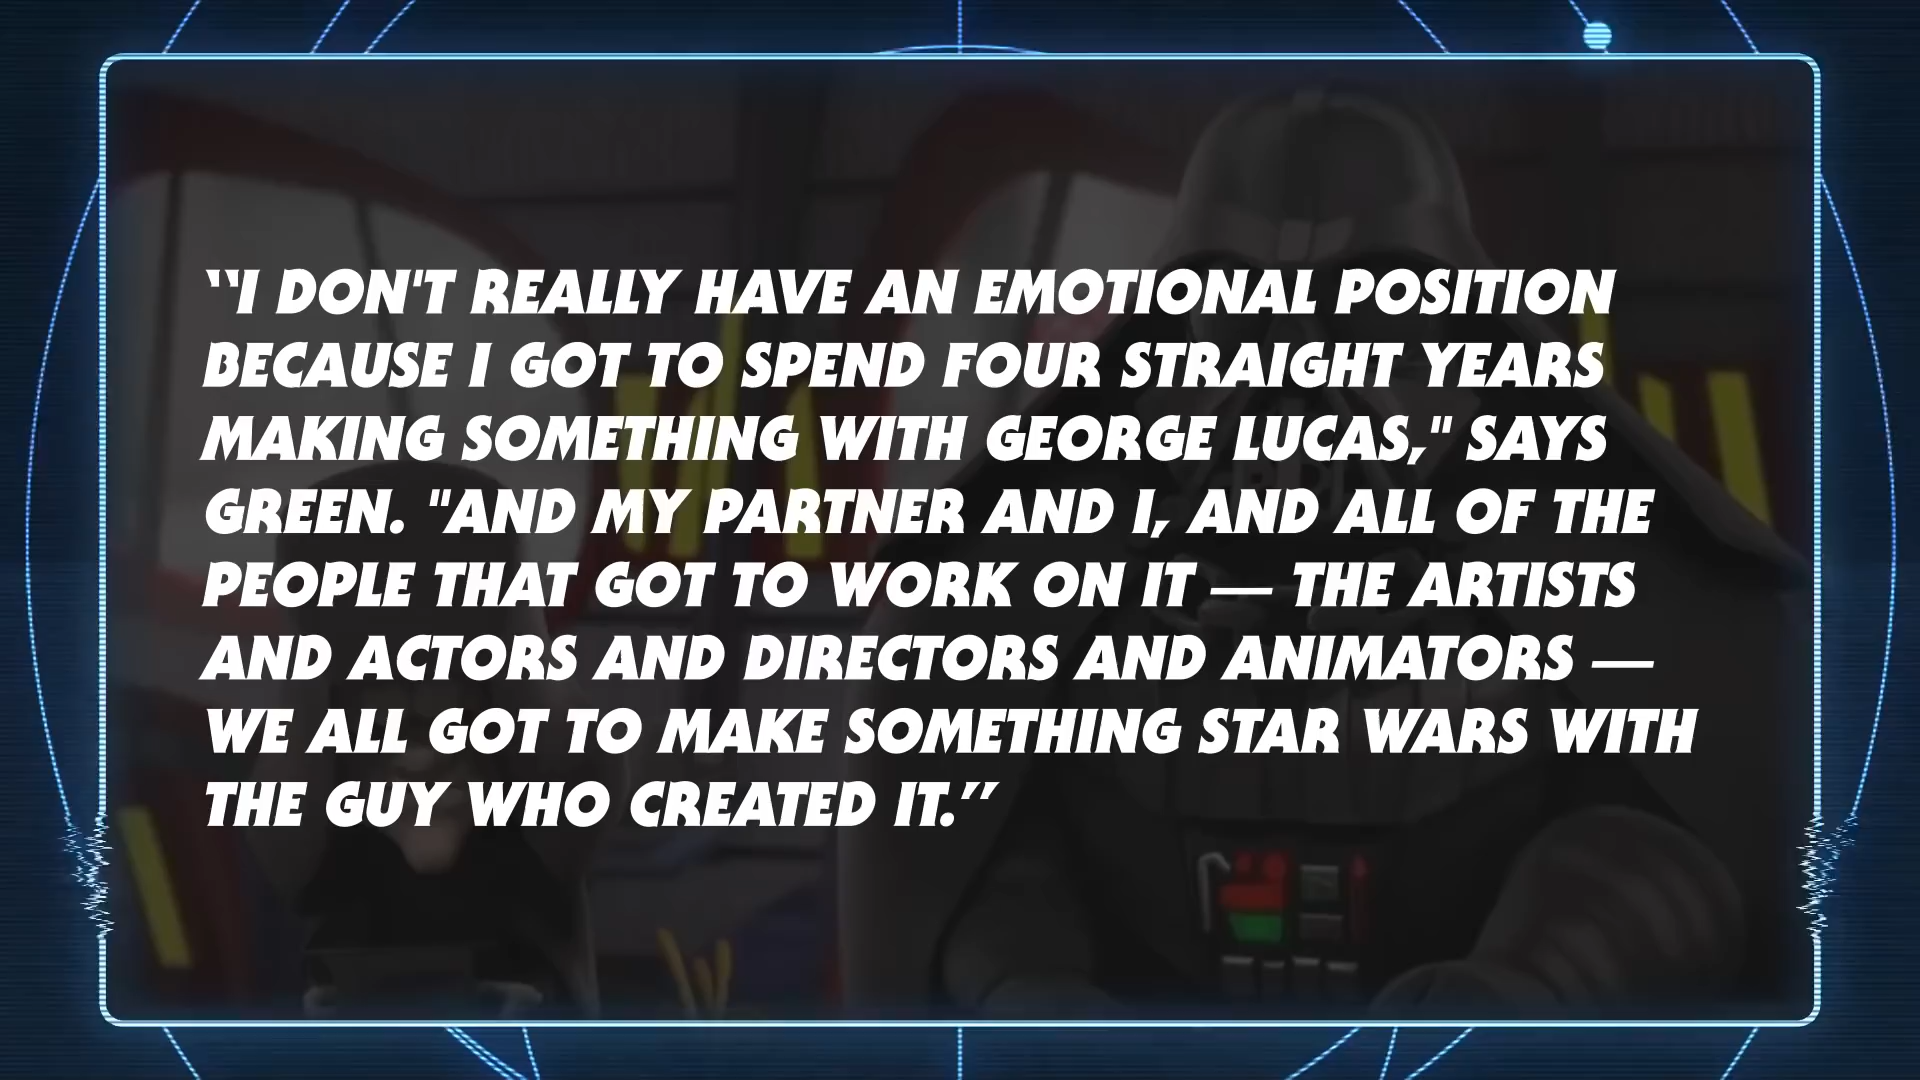 “I DON'T REALLY HAVE AN EMOTIONAL POSITION
BECAUSE I GOT TO SPEND FOUR STRAIGHT YEARS
MAKING SOMETHING WITH GEORGE LUCAS," SAYS
GREEN. "AND MY PARTNER AND I, AND ALL OF THE
PEOPLE THAT GOT TO WORK ON IT — THE ARTISTS
AND ACTORS AND DIRECTORS AND ANIMATORS —
WE ALL GOT TO MAKE SOMETHING STAR WARS WITH
THE GUY WHO CREATED IT.”